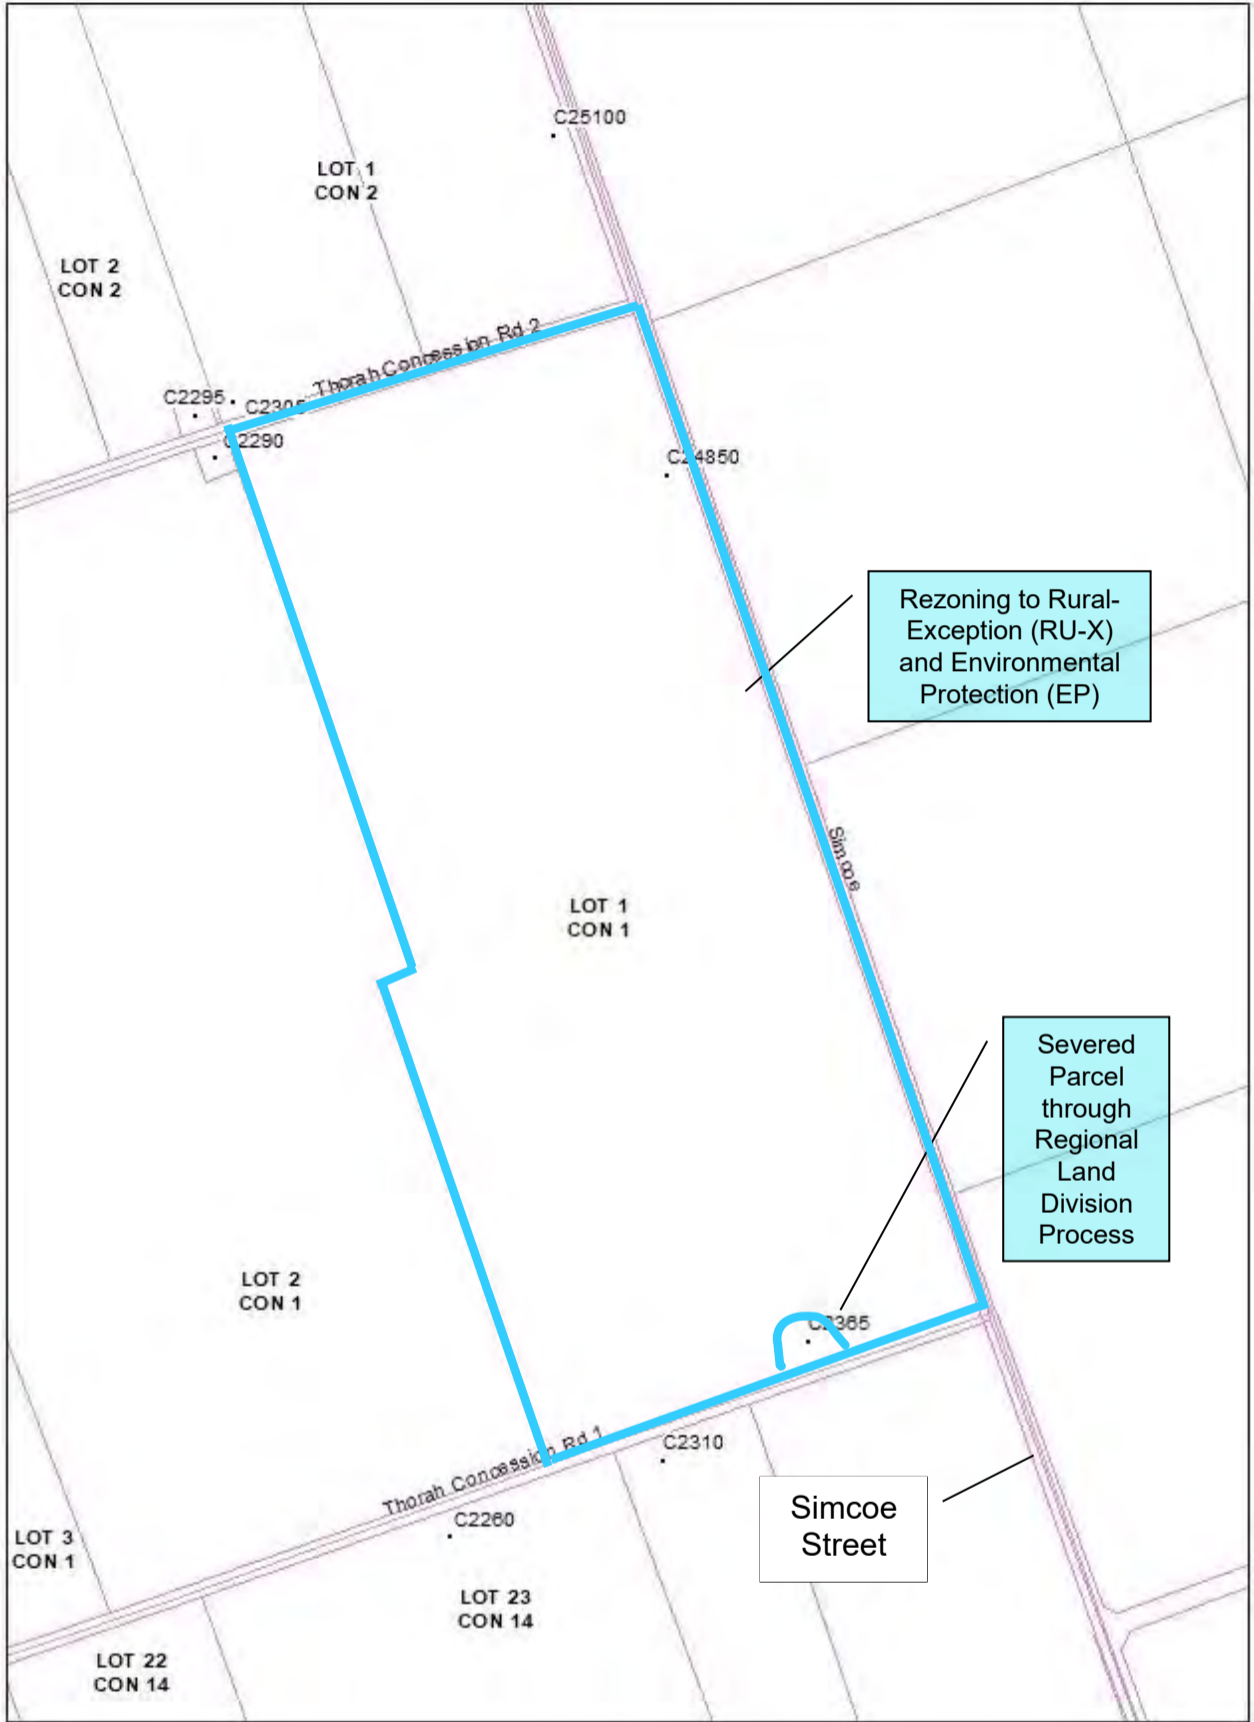 C25100
LOT 1
CON 2
LOT 2
CON 2
Thorah Concession Rd 2
C2295
C2305
C2290
C24850
Rezoning to Rural-
Exception (RU-X)
and Environmental
Protection (EP)
Simcoe
LOT 1
CON 1
Severed
Parcel
through
Regional
Land
Division
Process
LOT 2
CON 1
C2365
Thorah Concession Rd 1
C2310
C2260
Simcoe
Street
LOT 3
CON 1
LOT 23
CON 14
LOT 22
CON 14